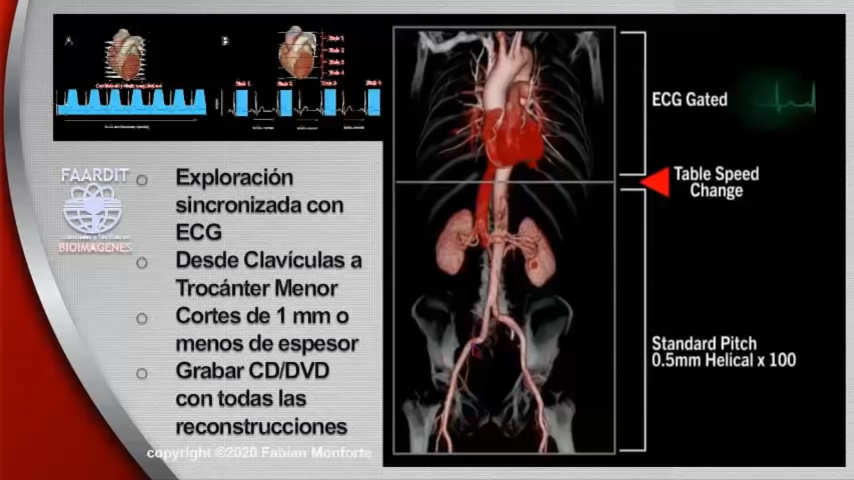 A
B
FAARDIT
BIOIMAGENES
Exploración
sincronizada con
ECG
Desde Clavículas a
Trocánter Menor
Cortes de 1 mm o
menos de espesor
Grabar CD/DVD
con todas las
reconstrucciones
copyright ©2020 Fabian Monforte
ECG Gated
Table Speed
Change
Standard Pitch
0.5mm Helical x 100